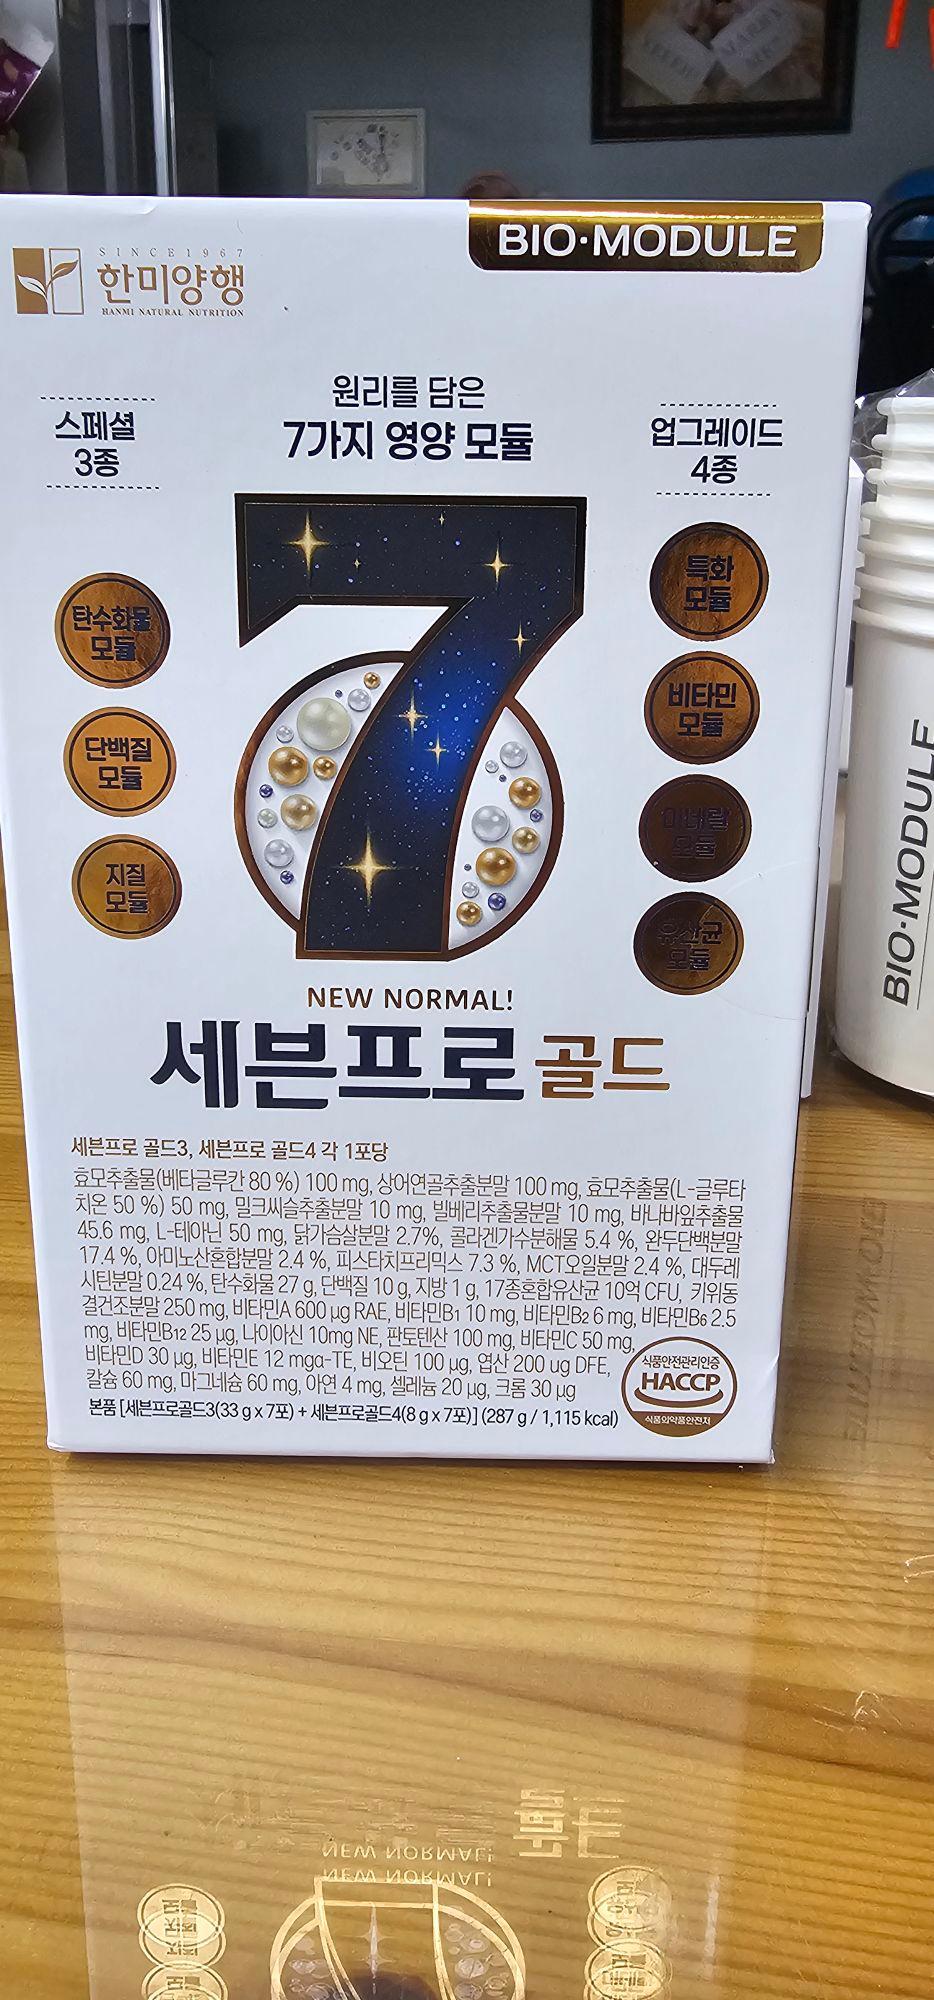 BIO·MODULE
SINCE1967
한미양행
HANMI NATURAL NUTRITION
원리를 담은
7가지 영양 모듈
스페셜
3종
업그레이드
4종
탄수화물
모듈
단백질
모듈
지질
모듈
특화
모듈
비타민
모듈
미네랄
모듈
유산균
모듈
7
NEW NORMAL!
세븐프로 골드
세븐프로 골드3, 세븐프로 골드4 각 1포당
효모추출물(베타글루칸 80 %) 100 mg, 상어연골추출분말 100 mg, 효모추출물(L-글루타
치온 50 %) 50 mg, 밀크씨슬추출분말 10 mg, 빌베리추출물분말 10 mg, 바나바잎추출물
45.6 mg, L-테아닌 50 mg, 닭가슴살분말 2.7%, 콜라겐가수분해물 5.4 %, 완두단백분말
17.4 %, 아미노산혼합분말 2.4 %, 피스타치프리믹스 7.3 %, MCT오일분말 2.4 %, 대두레
시틴분말 0.24 %, 탄수화물 27 g, 단백질 10 g, 지방 1 g, 17종혼합유산균 10억 CFU, 키위동
결건조분말 250 mg, 비타민A 600 μg RAE, 비타민B1 10 mg, 비타민B2 6 mg, 비타민B6 2.5
mg, 비타민B12 25 μg, 나이아신 10mg NE, 판토텐산 100 mg, 비타민C 50 mg,
비타민D 30 μg, 비타민E 12 mgα-TE, 비오틴 100 μg, 엽산 200 ug DFE,
칼슘 60 mg, 마그네슘 60 mg, 아연 4 mg, 셀레늄 20 μg, 크롬 30 μg
본품 [세븐프로골드3(33 g x 7포) + 세븐프로골드4(8 g x 7포)] (287 g / 1,115 kcal)
식품안전관리인증
HACCP
식품의약품안전처
BIO·MODULE